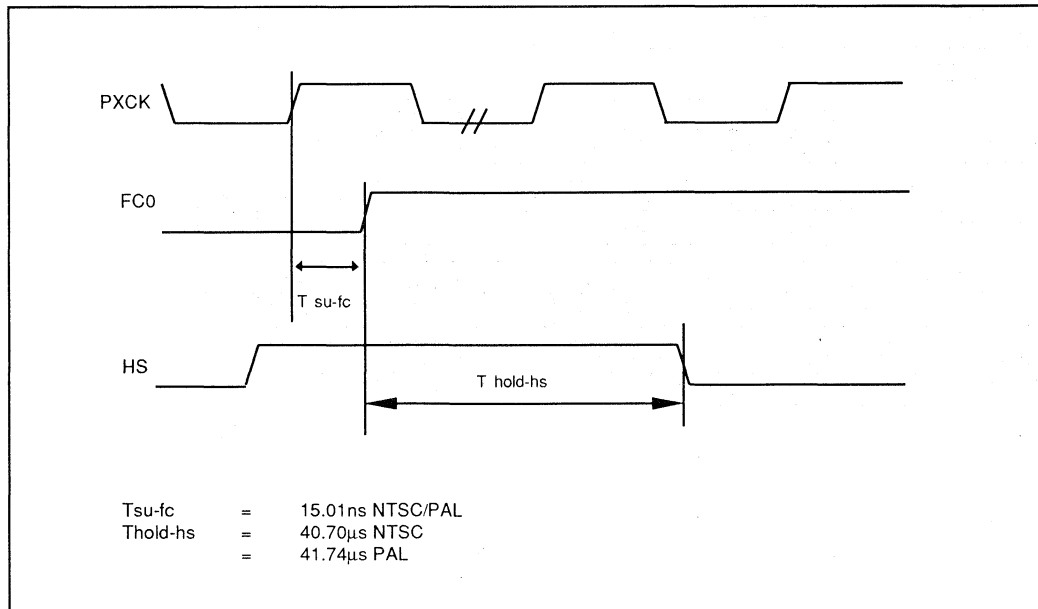 PXCK
FC0
T su-fc
HS
T hold-hs
Tsu-fc = 15.01ns NTSC/PAL
Thold-hs = 40.70μs NTSC
= 41.74μs PAL